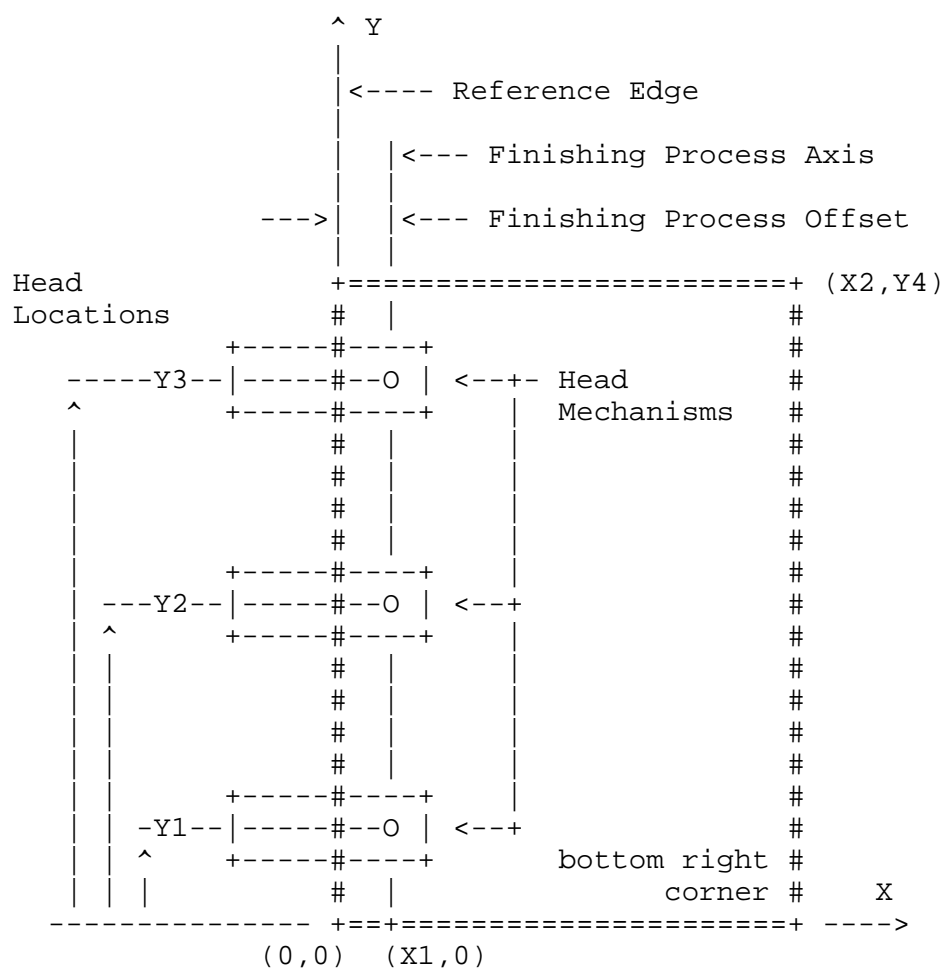 ^ Y
|
|<---- Reference Edge
|
|  |<--- Finishing Process Axis
|  |
--->|  |<--- Finishing Process Offset
|  |
Head +=========================+ (X2,Y4)
Locations # | #
+-----#----+ #
-----Y3--|-----#--O | <--+- Head #
^ +-----#----+ | Mechanisms #
| # | | #
| # | | #
| # | | #
| # | | #
| +-----#----+ | #
| ---Y2--|-----#--O | <--+ #
| ^ +-----#----+ | #
| | # | | #
| | # | | #
| | # | | #
| | # | | #
| | +-----#----+ | #
| | -Y1--|-----#--O | <--+ #
| | ^ +-----#----+ bottom right #
| | | # | corner # X
--------------- +==+======================+ ---->
(0,0) (X1,0)